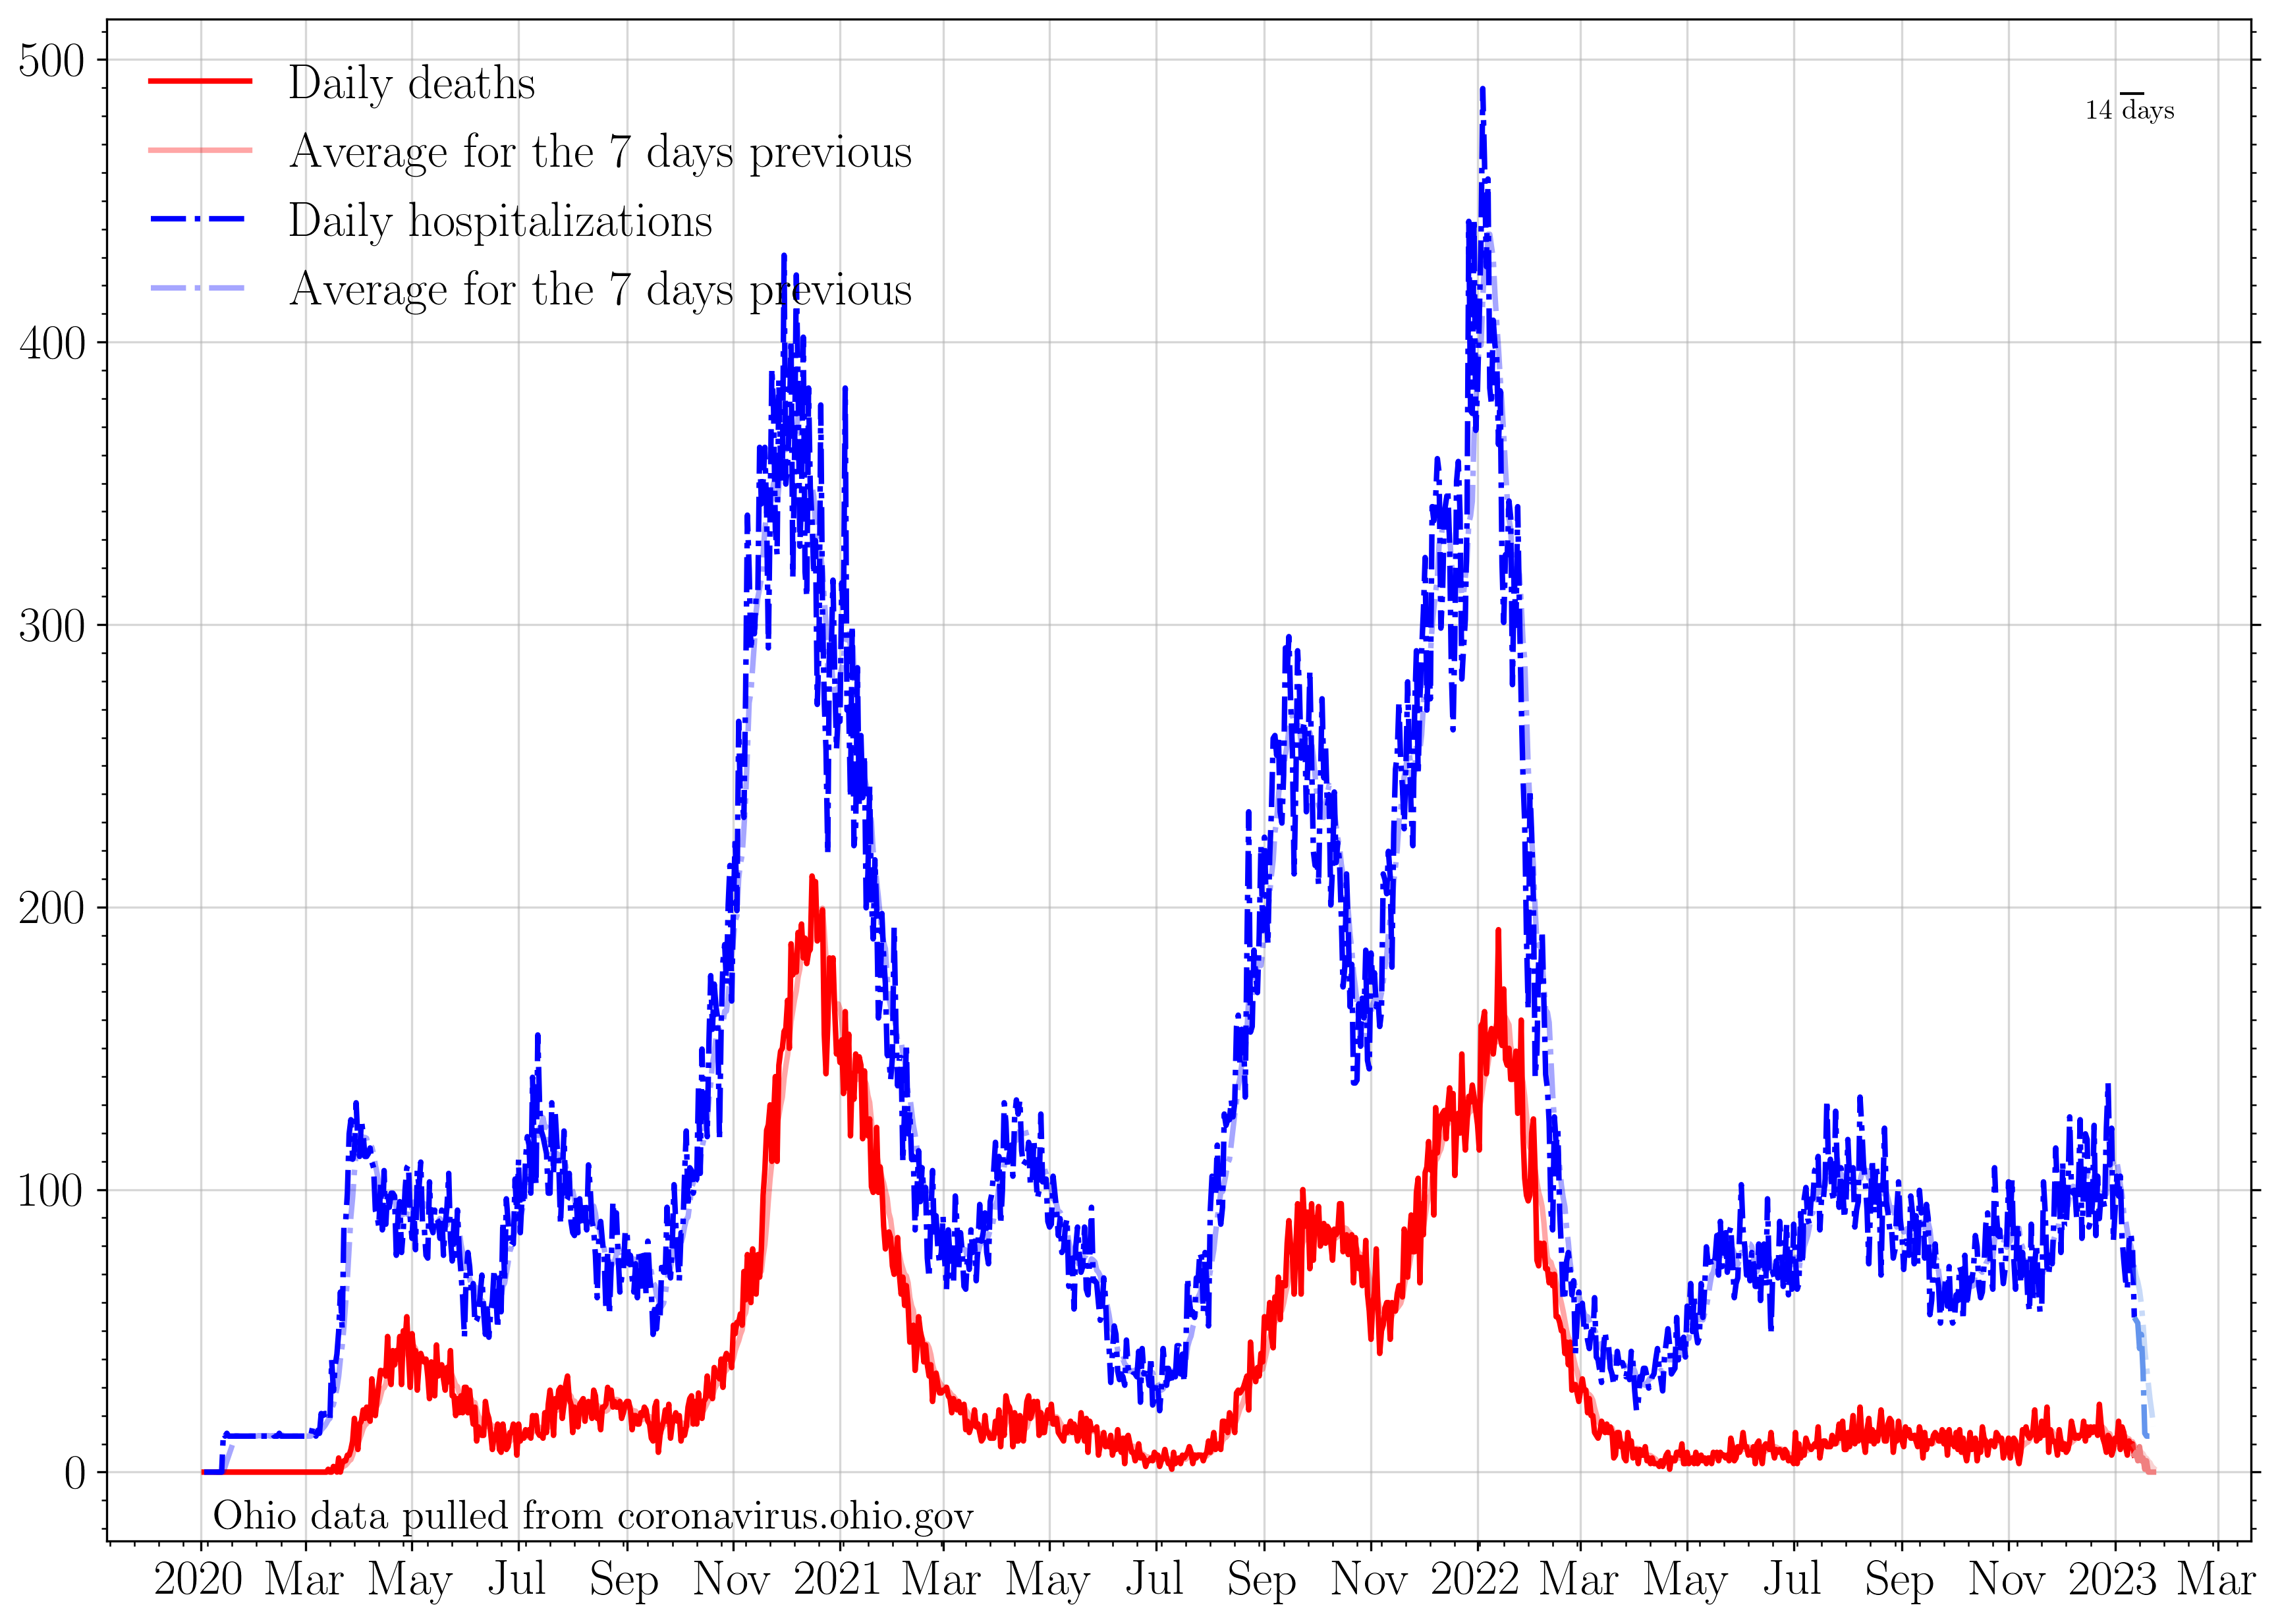 Daily deaths
Average for the 7 days previous
Daily hospitalizations
Average for the 7 days previous
14 days
500
400
300
200
100
0
Ohio data pulled from coronavirus.ohio.gov
2020 Mar May Jul Sep Nov 2021 Mar May Jul Sep Nov 2022 Mar May Jul Sep Nov 2023 Mar